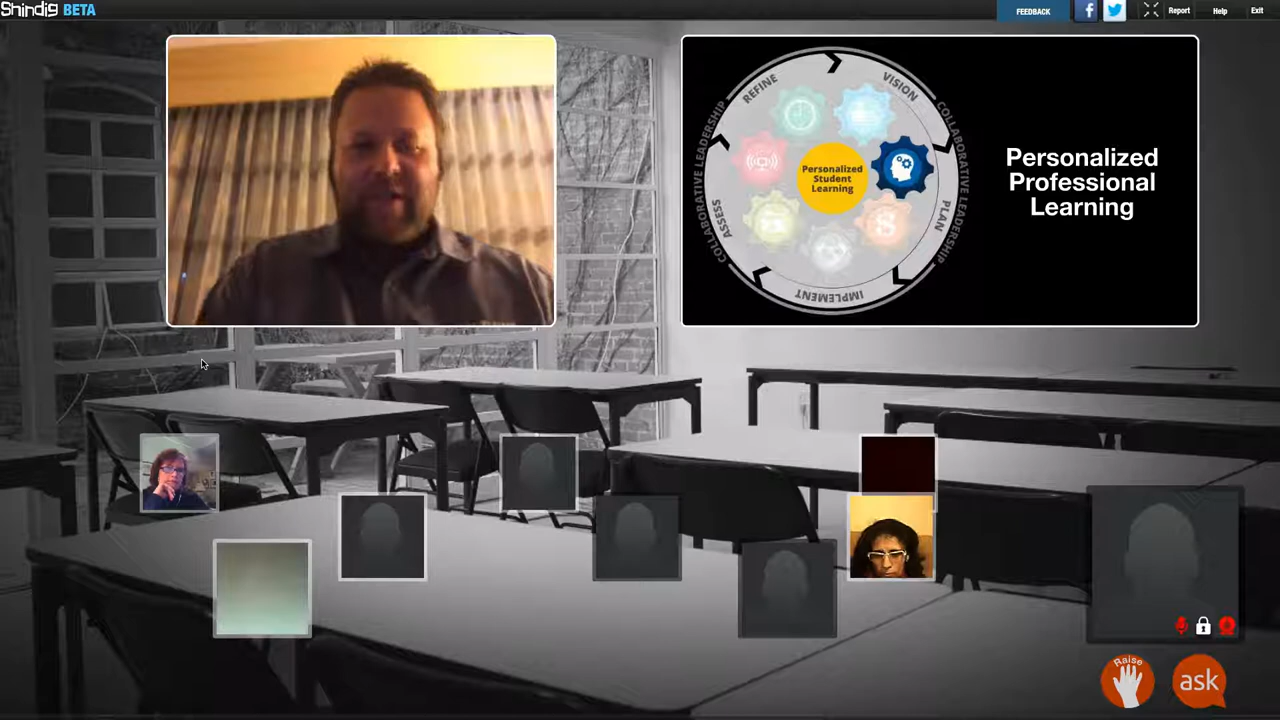 Shindig BETA
FEEDBACK
Report
Help
Exit
REFINE
VISION
COLLABORATIVE LEADERSHIP
COLLABORATIVE LEADERSHIP
Personalized
Student
Learning
PLAN
ASSESS
IMPLEMENT
Personalized
Professional
Learning
Raise
ask